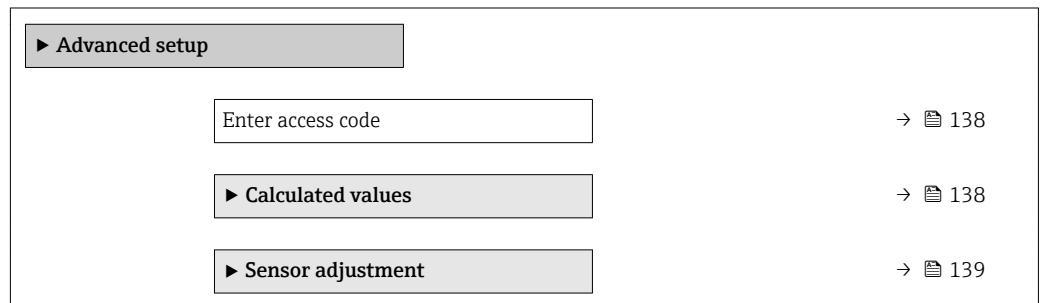 ▶ Advanced setup
Enter access code → 138
▶ Calculated values → 138
▶ Sensor adjustment → 139